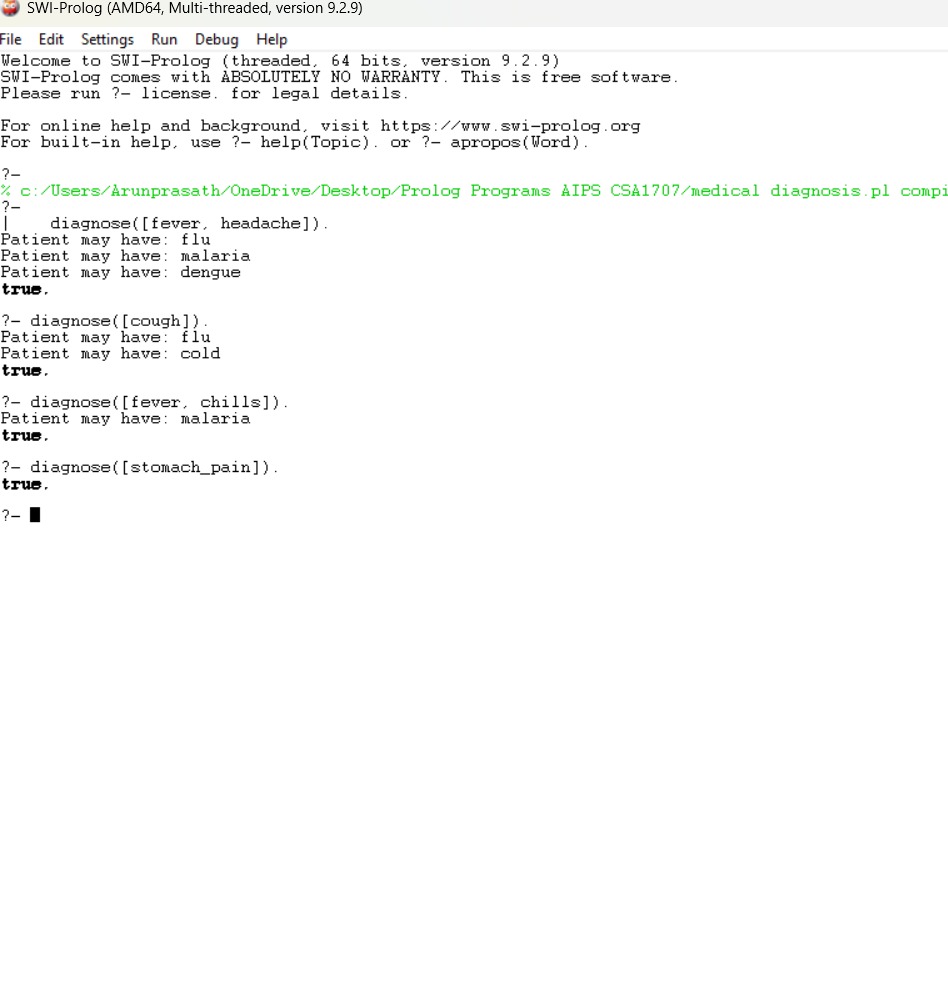 SWI-Prolog (AMD64, Multi-threaded, version 9.2.9)
File Edit Settings Run Debug Help
Welcome to SWI-Prolog (threaded, 64 bits, version 9.2.9)
SWI-Prolog comes with ABSOLUTELY NO WARRANTY. This is free software.
Please run ?- license. for legal details.
For online help and background, visit https://www.swi-prolog.org
For built-in help, use ?- help(Topic). or ?- apropos(Word).
?-
% c:/Users/Arunprasath/OneDrive/Desktop/Prolog Programs AIPS CSA1707/medical diagnosis.pl compi
?-
|    diagnose([fever, headache]).
Patient may have: flu
Patient may have: malaria
Patient may have: dengue
true.
?- diagnose([cough]).
Patient may have: flu
Patient may have: cold
true.
?- diagnose([fever, chills]).
Patient may have: malaria
true.
?- diagnose([stomach_pain]).
true.
?-